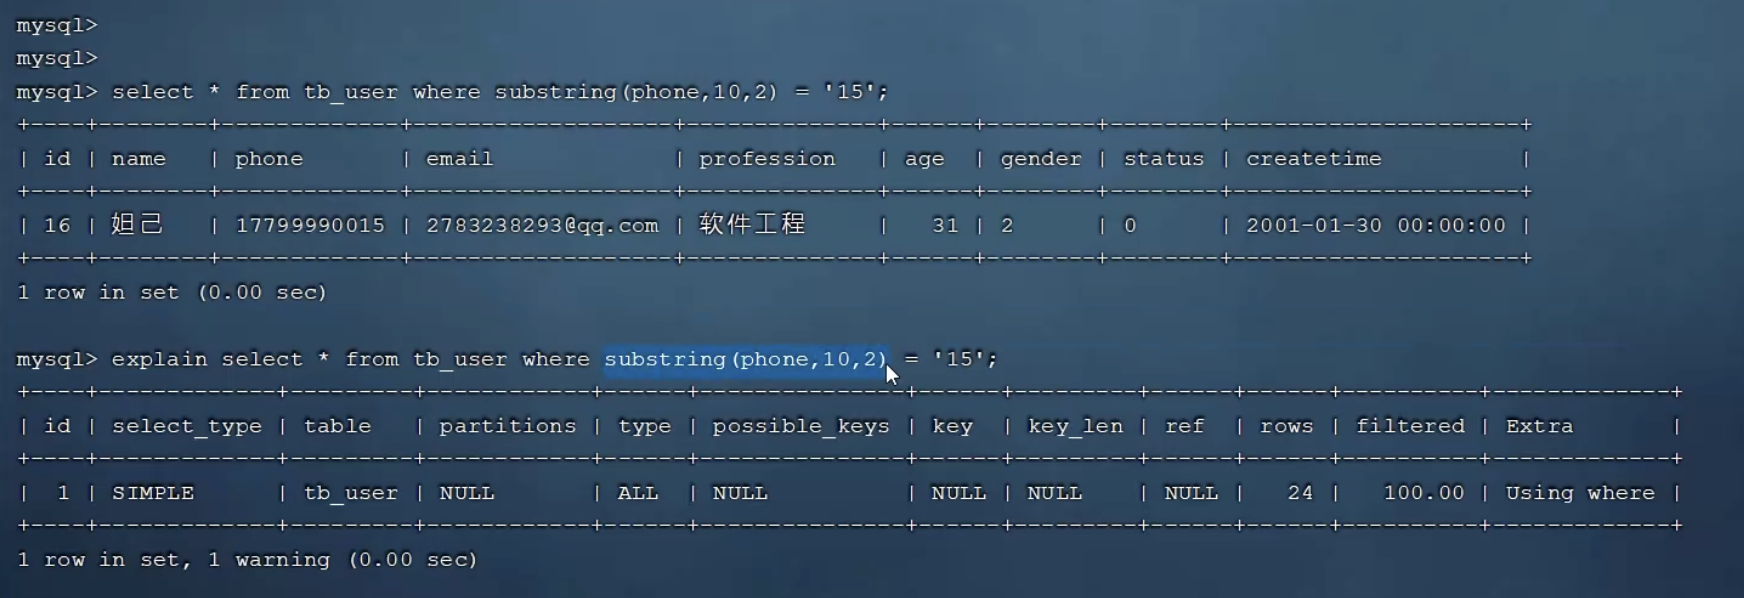 mysql>
mysql>
mysql> select * from tb_user where substring(phone,10,2) = '15';
+----+--------+-------------+-------------------+---------------+------+--------+--------+---------------------+
| id | name | phone | email | profession | age | gender | status | createtime |
+----+--------+-------------+-------------------+---------------+------+--------+--------+---------------------+
| 16 | 妲己 | 17799990015 | 2783238293@qq.com | 软件工程 | 31 | 2 | 0 | 2001-01-30 00:00:00 |
+----+--------+-------------+-------------------+---------------+------+--------+--------+---------------------+
1 row in set (0.00 sec)
mysql> explain select * from tb_user where substring(phone,10,2) = '15';
+----+-------------+---------+------------+------+---------------+------+---------+------+------+----------+-------------+
| id | select_type | table | partitions | type | possible_keys | key | key_len | ref | rows | filtered | Extra |
+----+-------------+---------+------------+------+---------------+------+---------+------+------+----------+-------------+
| 1 | SIMPLE | tb_user | NULL | ALL | NULL | NULL | NULL | NULL | 24 | 100.00 | Using where |
+----+-------------+---------+------------+------+---------------+------+---------+------+------+----------+-------------+
1 row in set, 1 warning (0.00 sec)